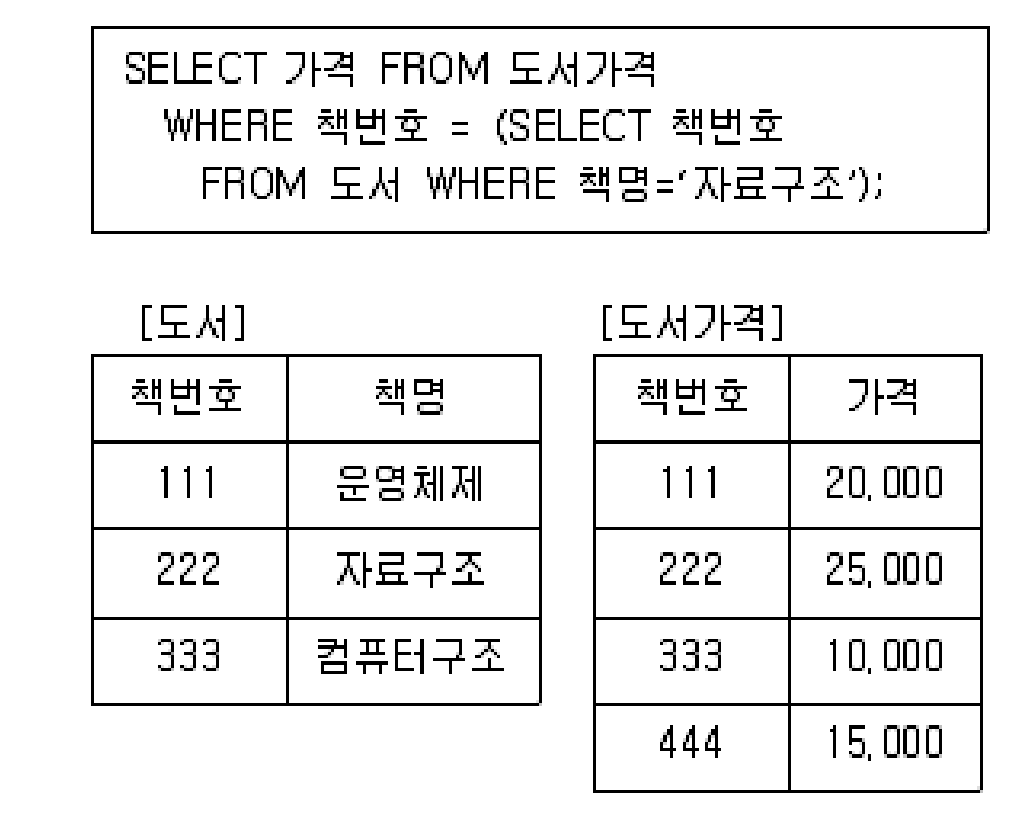 SELECT 가격 FROM 도서가격
WHERE 책번호 = (SELECT 책번호
FROM 도서 WHERE 책명=‘자료구조’);
[도서]
책번호 책명
111 운영체제
222 자료구조
333 컴퓨터구조
[도서가격]
책번호 가격
111 20,000
222 25,000
333 10,000
444 15,000